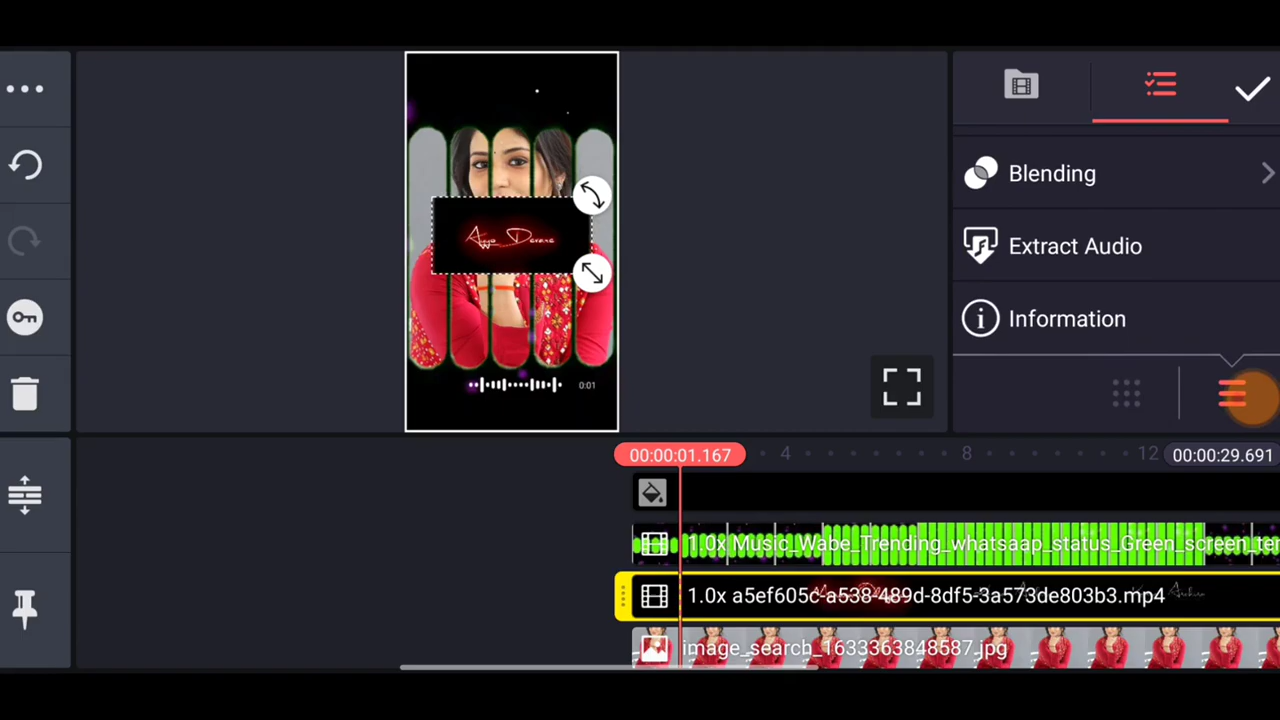 Blending
Extract Audio
Information
0:01
00:00:01.167
4
8
12
00:00:29.691
1.0x Music_Wabe_Trending_whatsaap_status_Green_screen_ter
1.0x a5ef605c-a538-489d-8df5-3a573de803b3.mp4
image_search_1633363848587.jpg